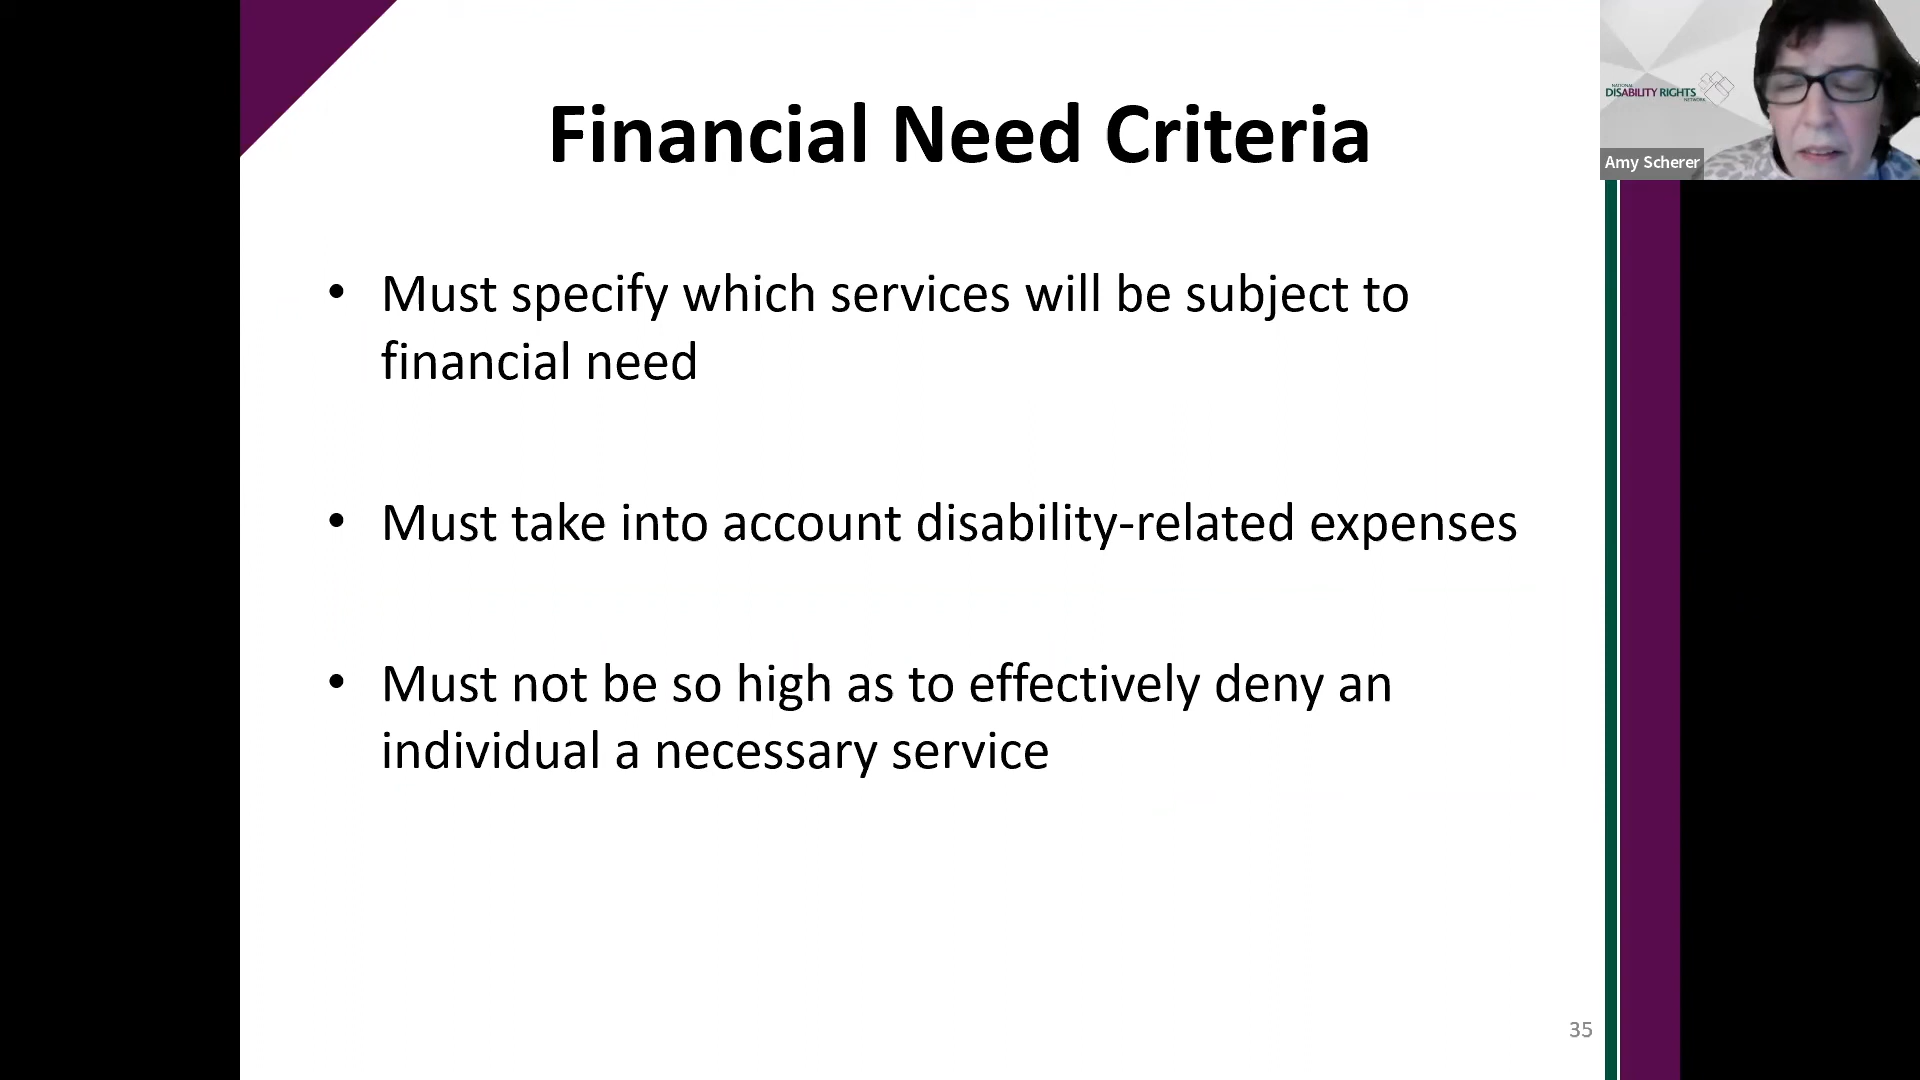 Financial Need Criteria
• Must specify which services will be subject to
financial need
• Must take into account disability-related expenses
• Must not be so high as to effectively deny an
individual a necessary service
35
NATIONAL
DISABILITY RIGHTS
NETWORK
Amy Scherer